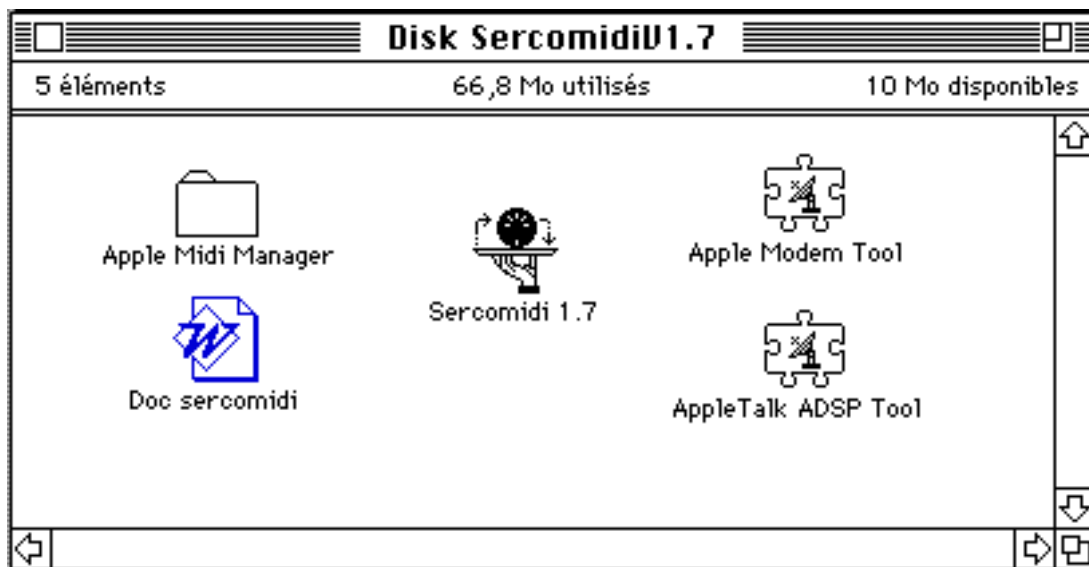 Disk SercomidiV1.7
5 éléments 66,8 Mo utilisés 10 Mo disponibles
Apple Midi Manager
Sercomidi 1.7
Apple Modem Tool
Doc sercomidi
AppleTalk ADSP Tool